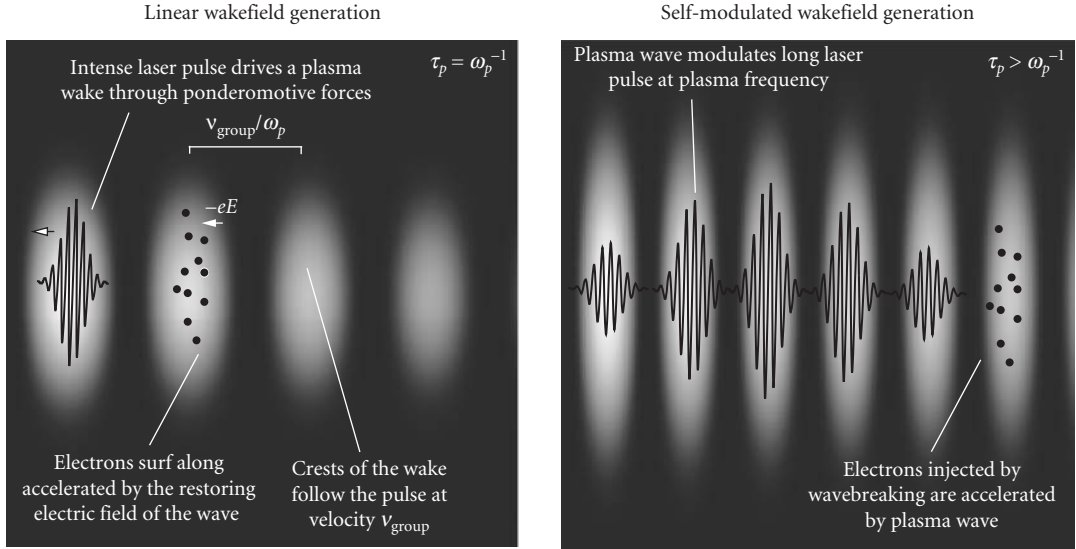 Linear wakefield generation
Intense laser pulse drives a plasma
wake through ponderomotive forces
τₚ = ωₚ⁻¹
ν_group/ωₚ
−eE
Electrons surf along
accelerated by the restoring
electric field of the wave
Crests of the wake
follow the pulse at
velocity ν_group
Self-modulated wakefield generation
Plasma wave modulates long laser
pulse at plasma frequency
τₚ > ωₚ⁻¹
Electrons injected by
wavebreaking are accelerated
by plasma wave